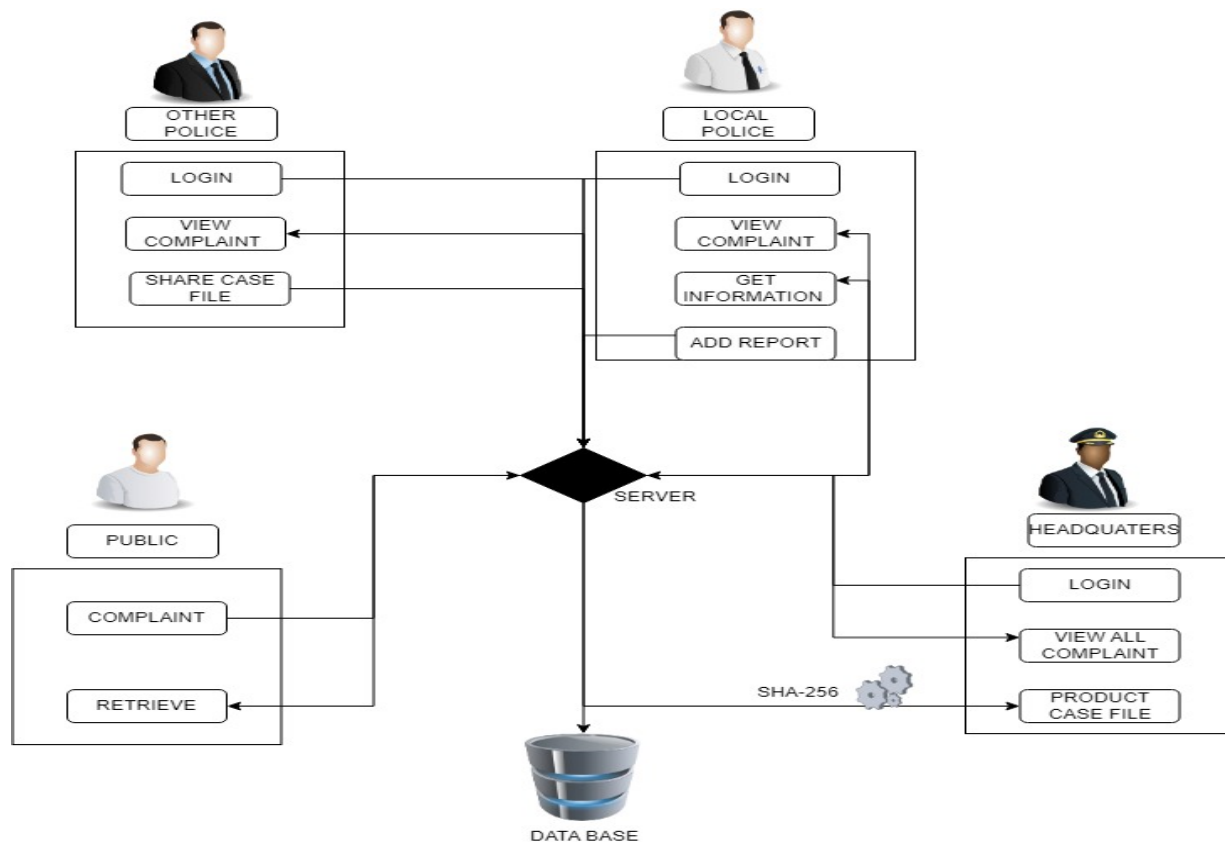 OTHER
POLICE
LOGIN
VIEW
COMPLAINT
SHARE CASE
FILE
LOCAL
POLICE
LOGIN
VIEW
COMPLAINT
GET
INFORMATION
ADD REPORT
SERVER
PUBLIC
COMPLAINT
RETRIEVE
HEADQUATERS
LOGIN
VIEW ALL
COMPLAINT
PRODUCT
CASE FILE
SHA-256
DATA BASE